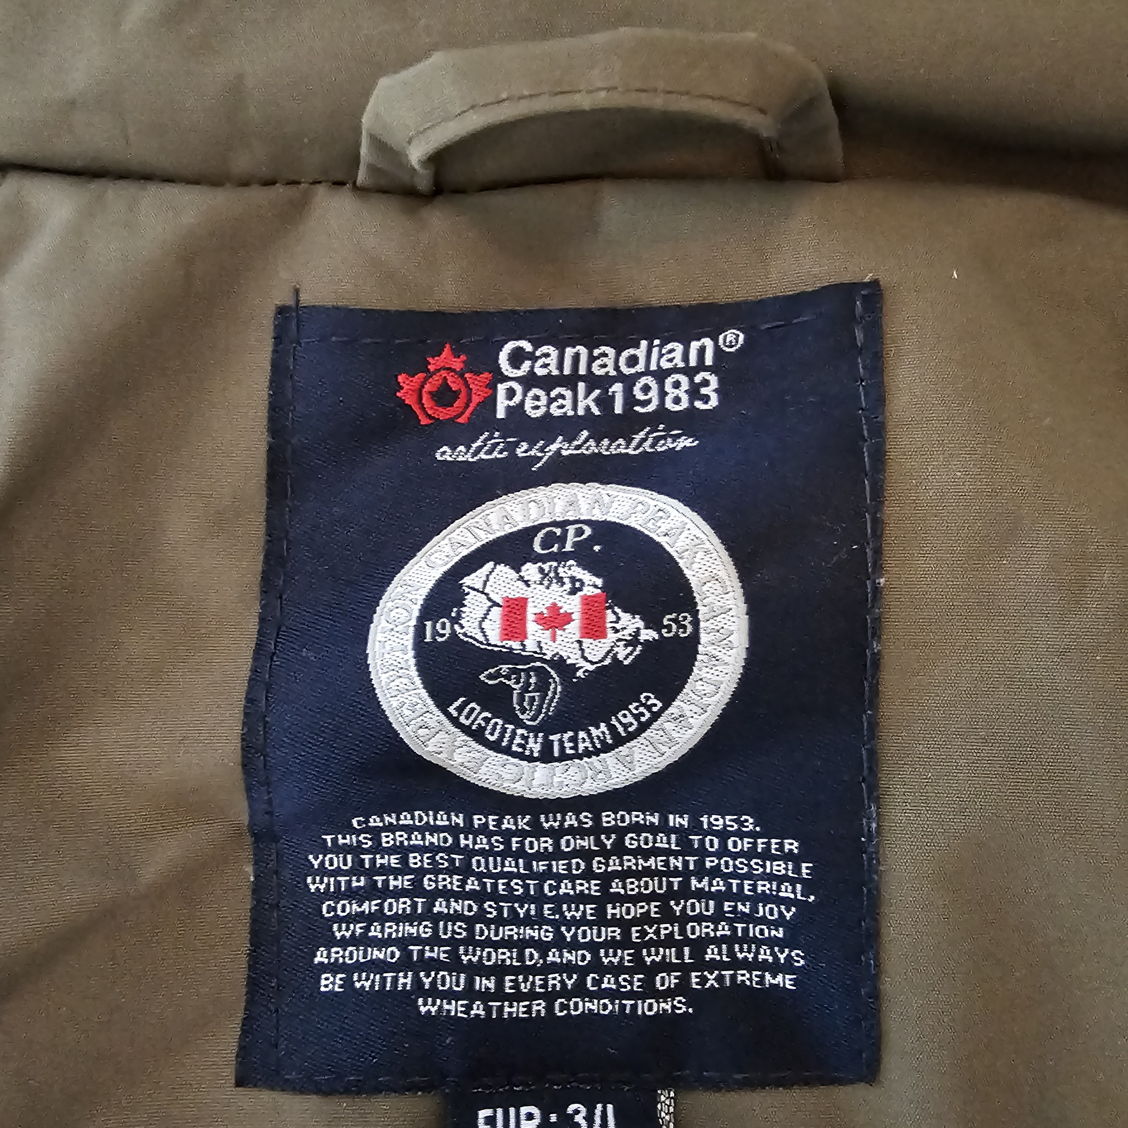 Canadian®
Peak1983
CANADIAN PEAK CANADIEN ARCTIC
C.P.
19 53
LOFOTEN TEAM 1953
CANADIAN PEAK WAS BORN IN 1953.
THIS BRAND HAS FOR ONLY GOAL TO OFFER
YOU THE BEST QUALIFIED GARMENT POSSIBLE
WITH THE GREATEST CARE ABOUT MATERIAL,
COMFORT AND STYLE.WE HOPE YOU ENJOY
WEARING US DURING YOUR EXPLORATION
AROUND THE WORLD,AND WE WILL ALWAYS
BE WITH YOU IN EVERY CASE OF EXTREME
WHEATHER CONDITIONS.
EUR: 3/L